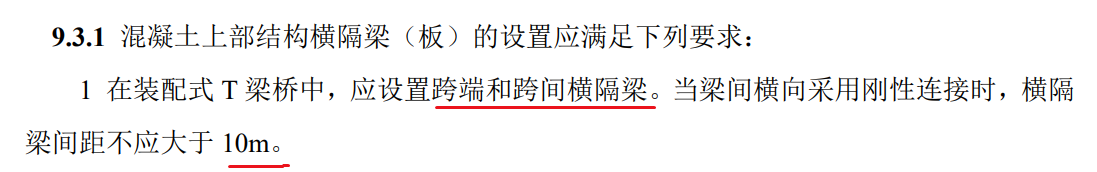 9.3.1 混凝土上部结构横隔梁（板）的设置应满足下列要求：
1 在装配式 T 梁桥中，应设置跨端和跨间横隔梁。当梁间横向采用刚性连接时，横隔
梁间距不应大于 10m。